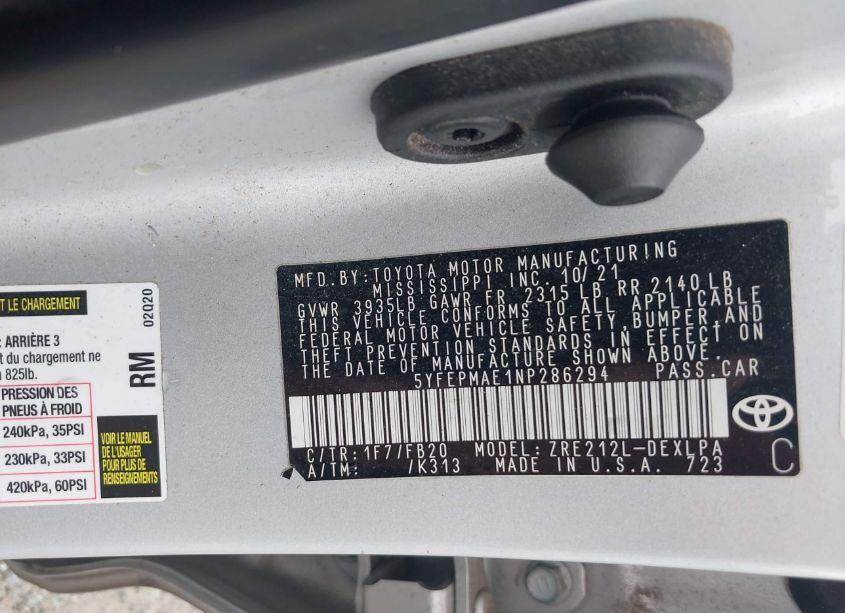 T LE CHARGEMENT
: ARRIÈRE 3
t du chargement ne
825lb.
PRESSION DES
PNEUS À FROID
240kPa, 35PSI
230kPa, 33PSI
420kPa, 60PSI
VOIR LE MANUEL
DE L'USAGER
POUR PLUS DE
RENSEIGNEMENTS
RM
02020
MFD.BY: TOYOTA MOTOR MANUFACTURING
MISSISSIPPI INC. 10/21
GVWR 3935LB GAWR FR 2315 LB RR 2140 LB
THIS VEHICLE CONFORMS TO ALL APPLICABLE
FEDERAL MOTOR VEHICLE SAFETY, BUMPER, AND
THEFT PREVENTION STANDARDS IN EFFECT ON
THE DATE OF MANUFACTURE SHOWN ABOVE.
5YFEPMAE1NP286294 PASS.CAR
C/TR: 1F7/FB20 MODEL: ZRE212L-DEXLPA
A/TM: /K313 MADE IN U.S.A. 723
C